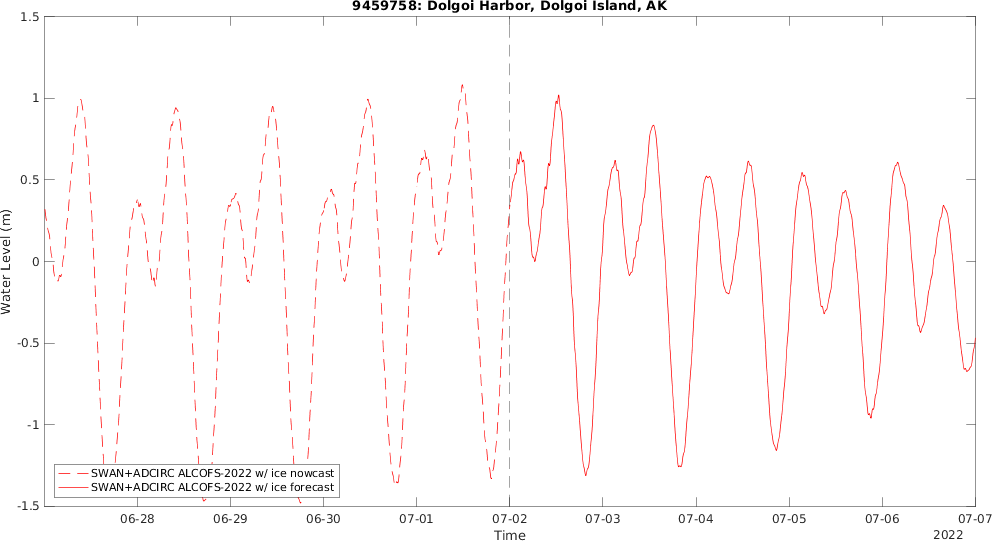 9459758: Dolgoi Harbor, Dolgoi Island, AK
1.5
1
0.5
0
-0.5
-1
-1.5
Water Level (m)
SWAN+ADCIRC ALCOFS-2022 w/ ice nowcast
SWAN+ADCIRC ALCOFS-2022 w/ ice forecast
06-28 06-29 06-30 07-01 07-02 07-03 07-04 07-05 07-06 07-07
Time
2022